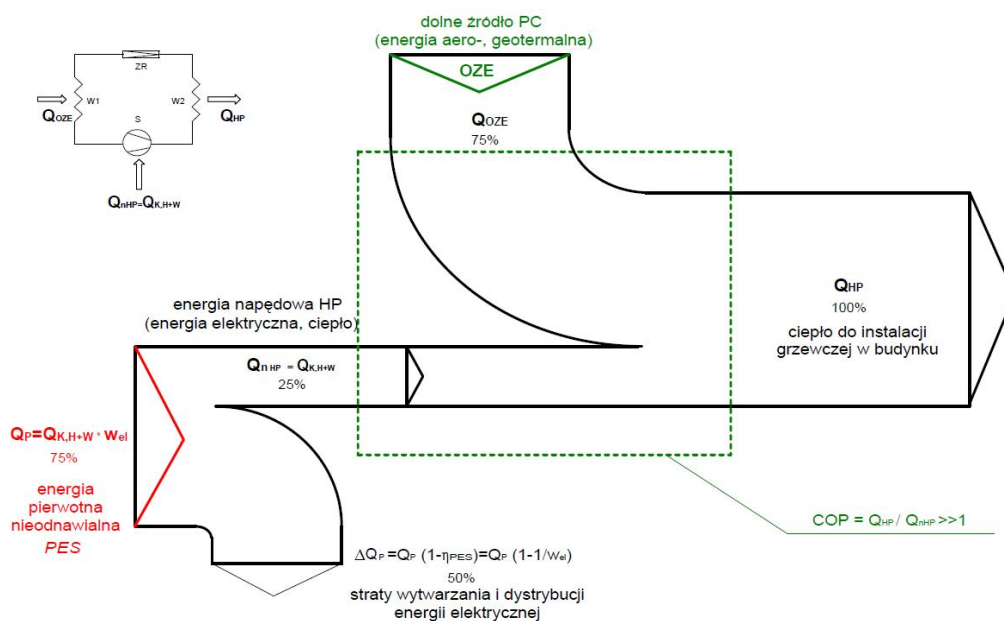 dolne źródło PC
(energia aero-, geotermalna)
OZE
QOZE
75%
ZR
W1
W2
S
QOZE
QHP
QnHP=QK,H+W
energia napędowa HP
(energia elektryczna, ciepło)
Qn HP = QK,H+W
25%
QHP
100%
ciepło do instalacji
grzewczej w budynku
QP=QK,H+W * wel
75%
energia
pierwotna
nieodnawialna
PES
COP = QHP / QnHP >>1
ΔQP =QP (1-ηPES)=QP (1-1/wel)
50%
straty wytwarzania i dystrybucji
energii elektrycznej